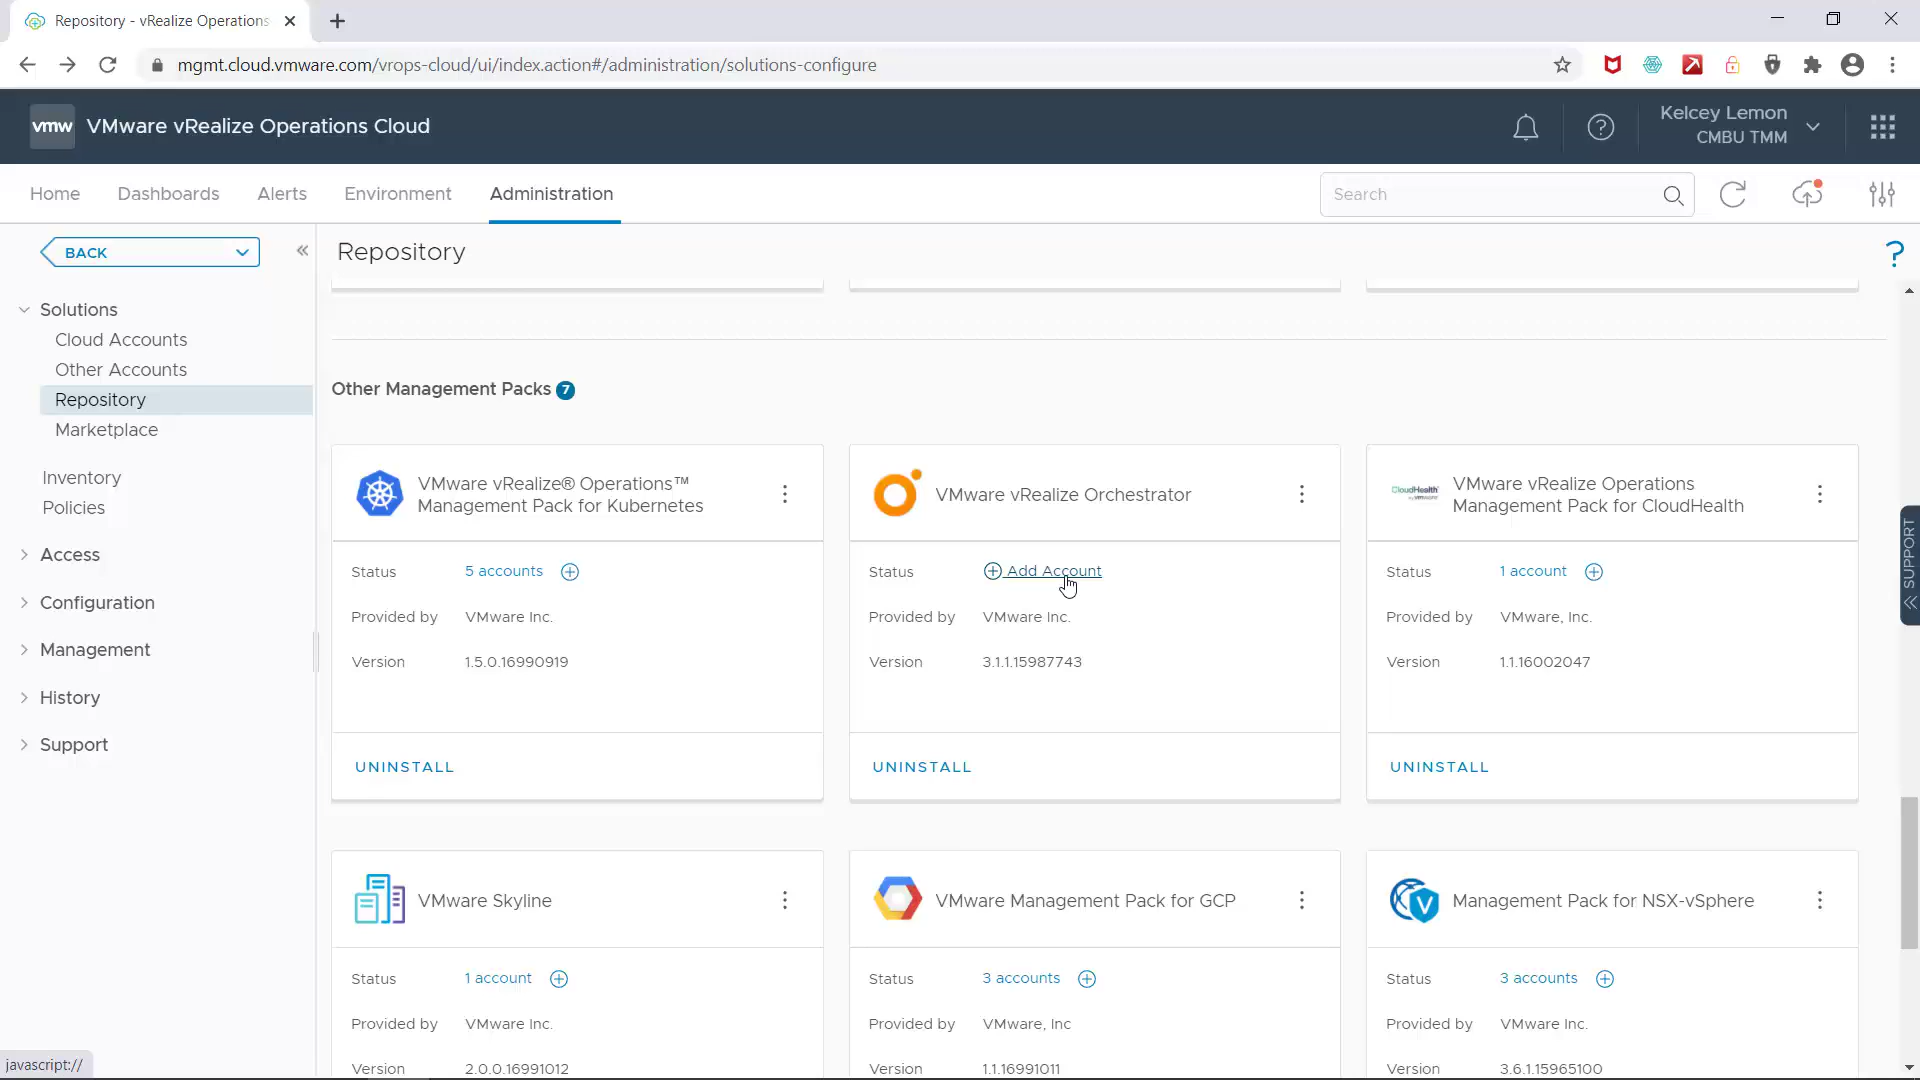 Repository - vRealize Operations
mgmt.cloud.vmware.com/vrops-cloud/ui/index.action#/administration/solutions-configure
vmw VMware vRealize Operations Cloud
Kelcey Lemon
CMBU TMM
Home Dashboards Alerts Environment Administration
Search
BACK
Repository
?
Solutions
Cloud Accounts
Other Accounts
Repository
Marketplace
Inventory
Policies
Access
Configuration
Management
History
Support
Other Management Packs 7
VMware vRealize® Operations™
Management Pack for Kubernetes
Status 5 accounts
Provided by VMware Inc.
Version 1.5.0.16990919
UNINSTALL
VMware vRealize Orchestrator
Status Add Account
Provided by VMware Inc.
Version 3.1.1.15987743
UNINSTALL
CloudHealth
by vmware
VMware vRealize Operations
Management Pack for CloudHealth
Status 1 account
Provided by VMware, Inc.
Version 1.1.16002047
UNINSTALL
SUPPORT
VMware Skyline
Status 1 account
Provided by VMware Inc.
Version 2.0.0.16991012
VMware Management Pack for GCP
Status 3 accounts
Provided by VMware, Inc
Version 1.1.16991011
Management Pack for NSX-vSphere
Status 3 accounts
Provided by VMware Inc.
Version 3.6.1.15965100
javascript://